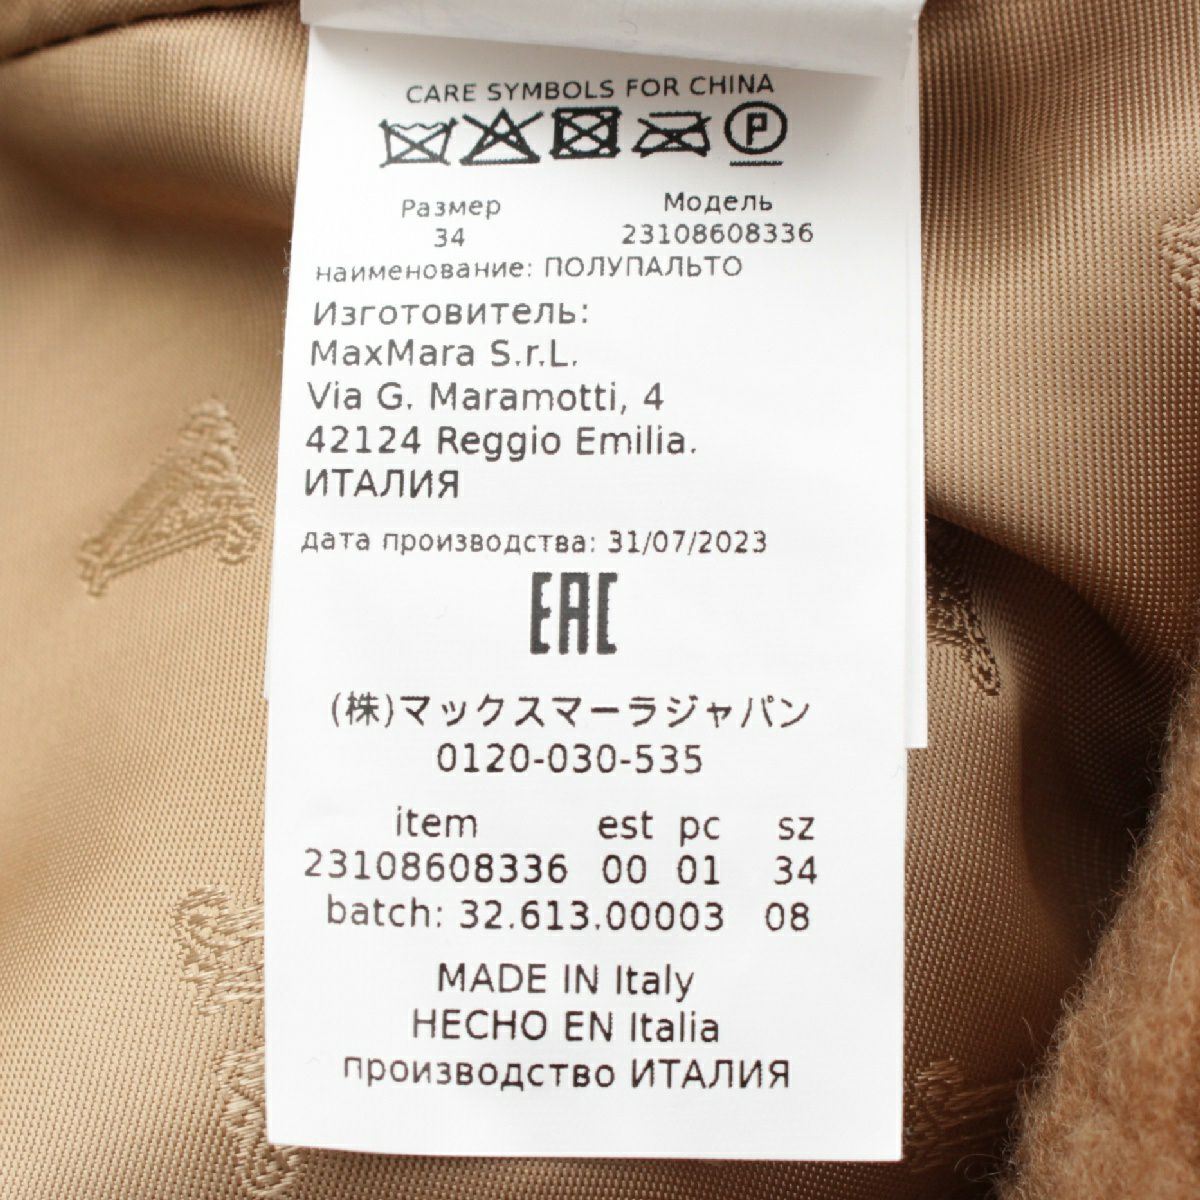 CARE SYMBOLS FOR CHINA
P
Размер Модель
34 23108608336
наименование: ПОЛУПАЛЬТО
Изготовитель:
MaxMara S.r.L.
Via G. Maramotti, 4
42124 Reggio Emilia.
ИТАЛИЯ
дата производства: 31/07/2023
EAC
(株)マックスマーラジャパン
0120-030-535
item est pc sz
23108608336 00 01 34
batch: 32.613.00003 08
MADE IN Italy
HECHO EN Italia
производство ИТАЛИЯ